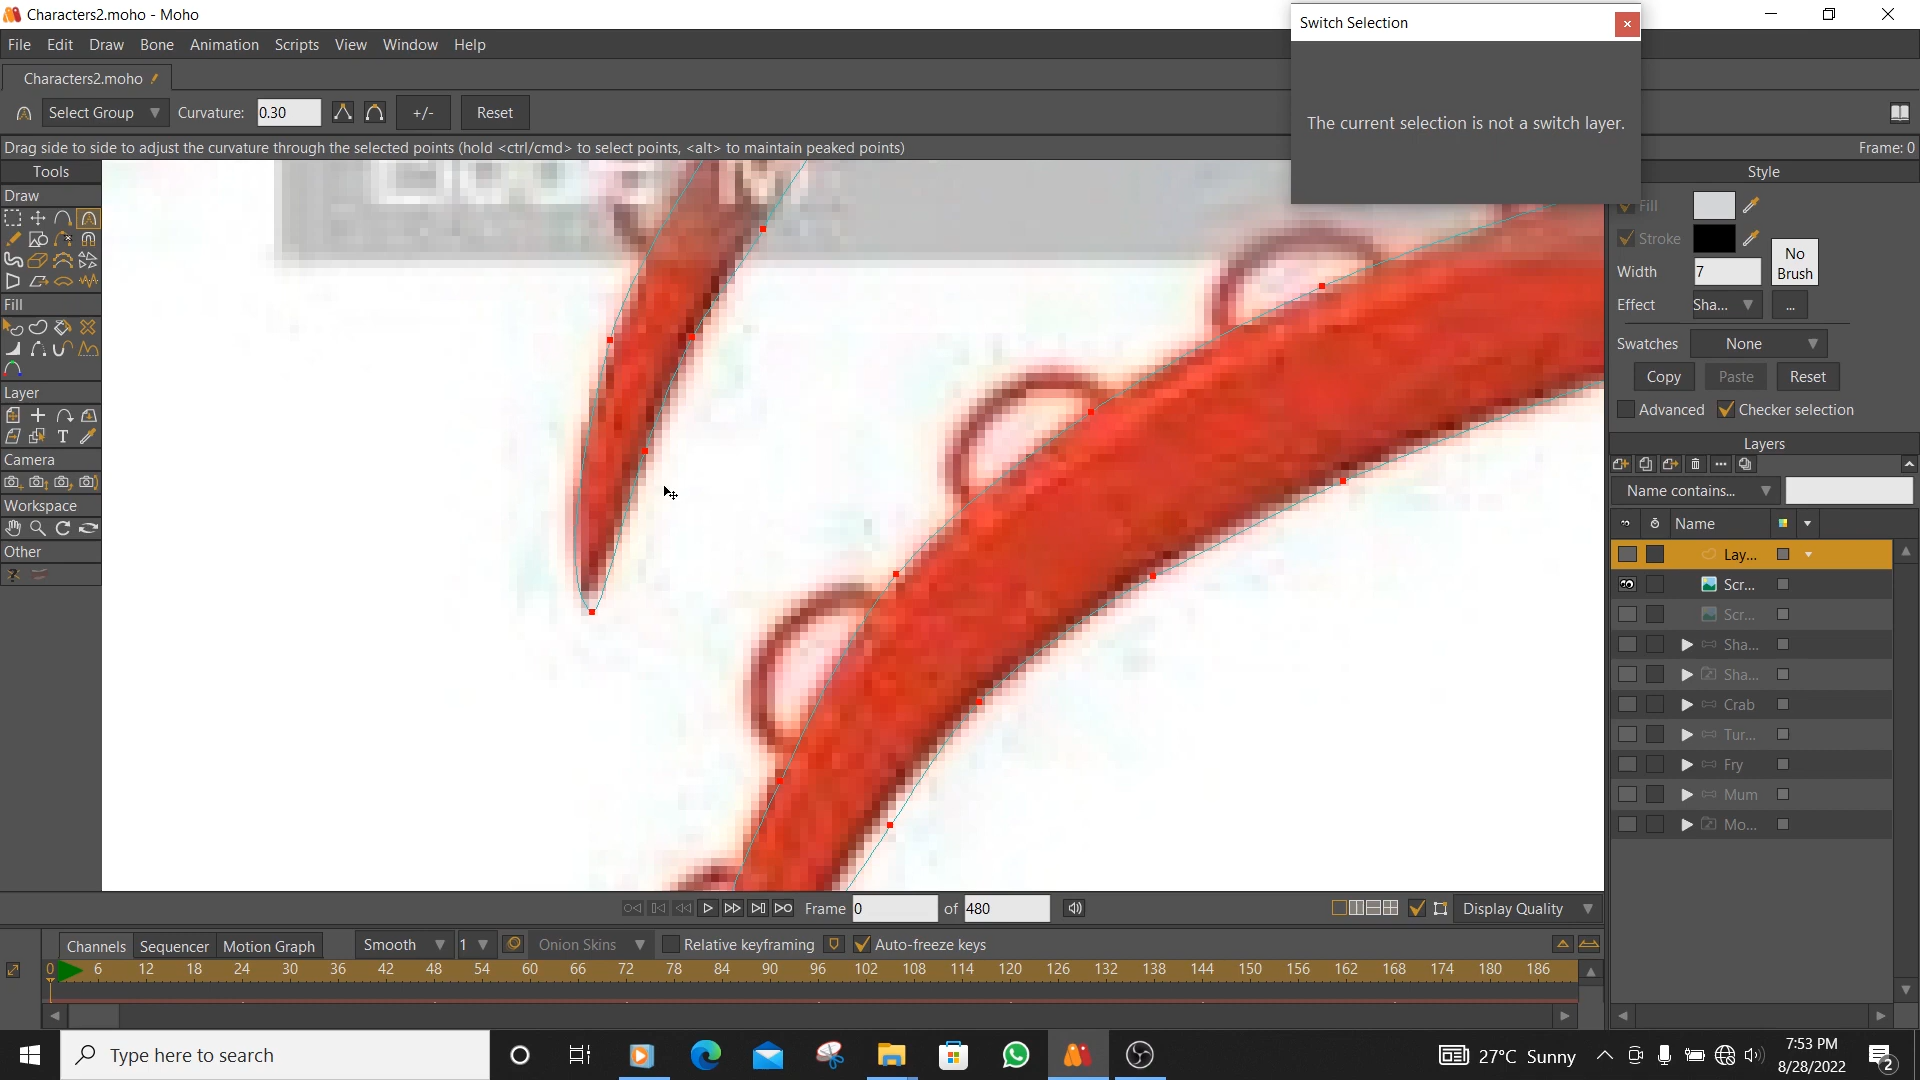 Characters2.moho - Moho
Switch Selection
File Edit Draw Bone Animation Scripts View Window Help
Characters2.moho
Select Group Curvature: 0.30 +/- Reset
The current selection is not a switch layer.
Drag side to side to adjust the curvature through the selected points (hold <ctrl/cmd> to select points, <alt> to maintain peaked points)
Frame: 0
Tools
Draw
Fill
Layer
T
Camera
Workspace
Other
Style
Fill
Stroke
No Brush
Width 7
Effect Sha... ...
Swatches None
Copy Paste Reset
Advanced Checker selection
Layers
Name contains...
Name
Lay...
Scr...
Scr...
Sha...
Sha...
Crab
Tur...
Fry
Mum
Mo...
Frame 0 of 480
Display Quality
Channels Sequencer Motion Graph Smooth 1 Onion Skins Relative keyframing Auto-freeze keys
0 6 12 18 24 30 36 42 48 54 60 66 72 78 84 90 96 102 108 114 120 126 132 138 144 150 156 162 168 174 180 186
Type here to search
27°C Sunny
7:53 PM
8/28/2022
2